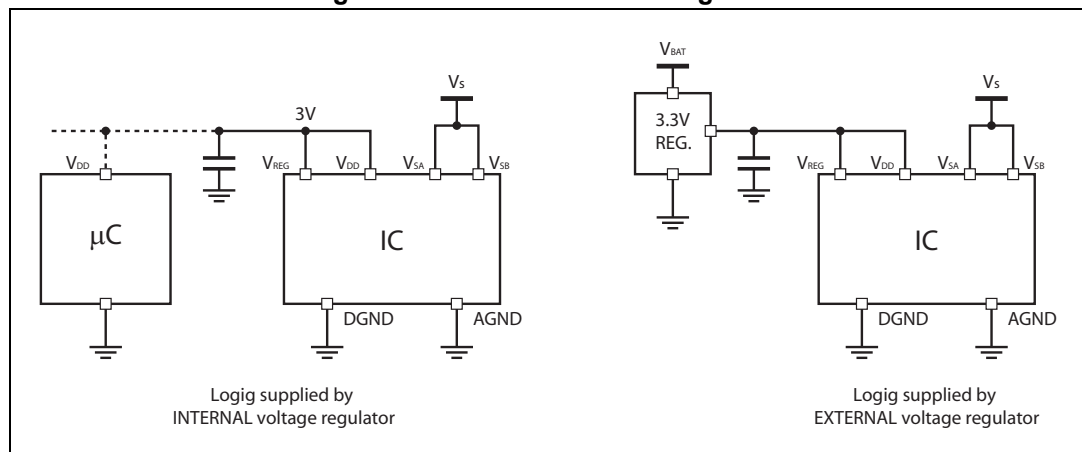 VBAT
Vs
Vs
3V
3.3V
REG.
VDD
VREG
VDD
VSA
VSB
VREG
VDD
VSA
VSB
μC
IC
IC
DGND
AGND
DGND
AGND
Logig supplied by
INTERNAL voltage regulator
Logig supplied by
EXTERNAL voltage regulator